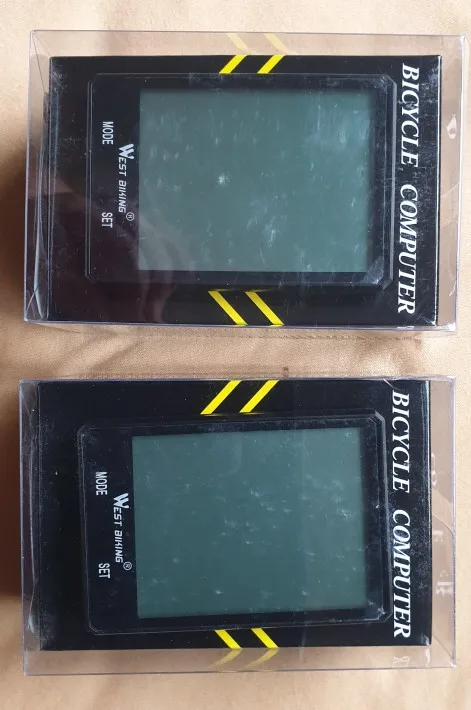 BICYCLE COMPUTER
WEST BIKING®
MODE
SET
BICYCLE COMPUTER
WEST BIKING®
MODE
SET